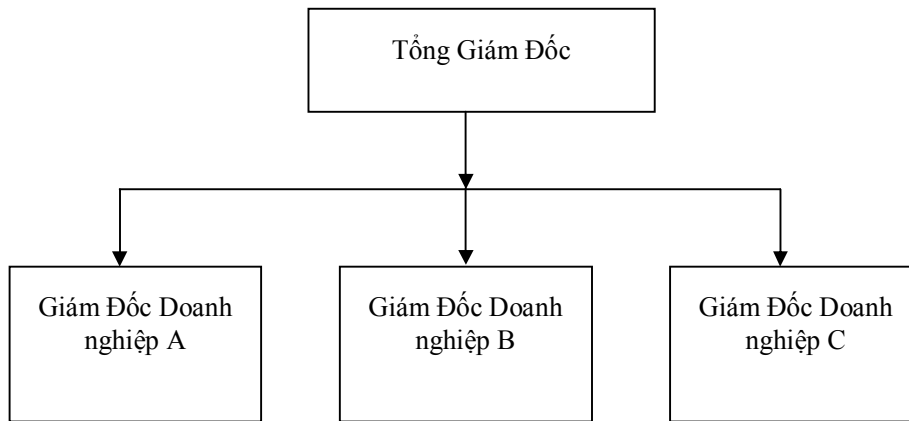 Tổng Giám Đốc
Giám Đốc Doanh
nghiệp A
Giám Đốc Doanh
nghiệp B
Giám Đốc Doanh
nghiệp C